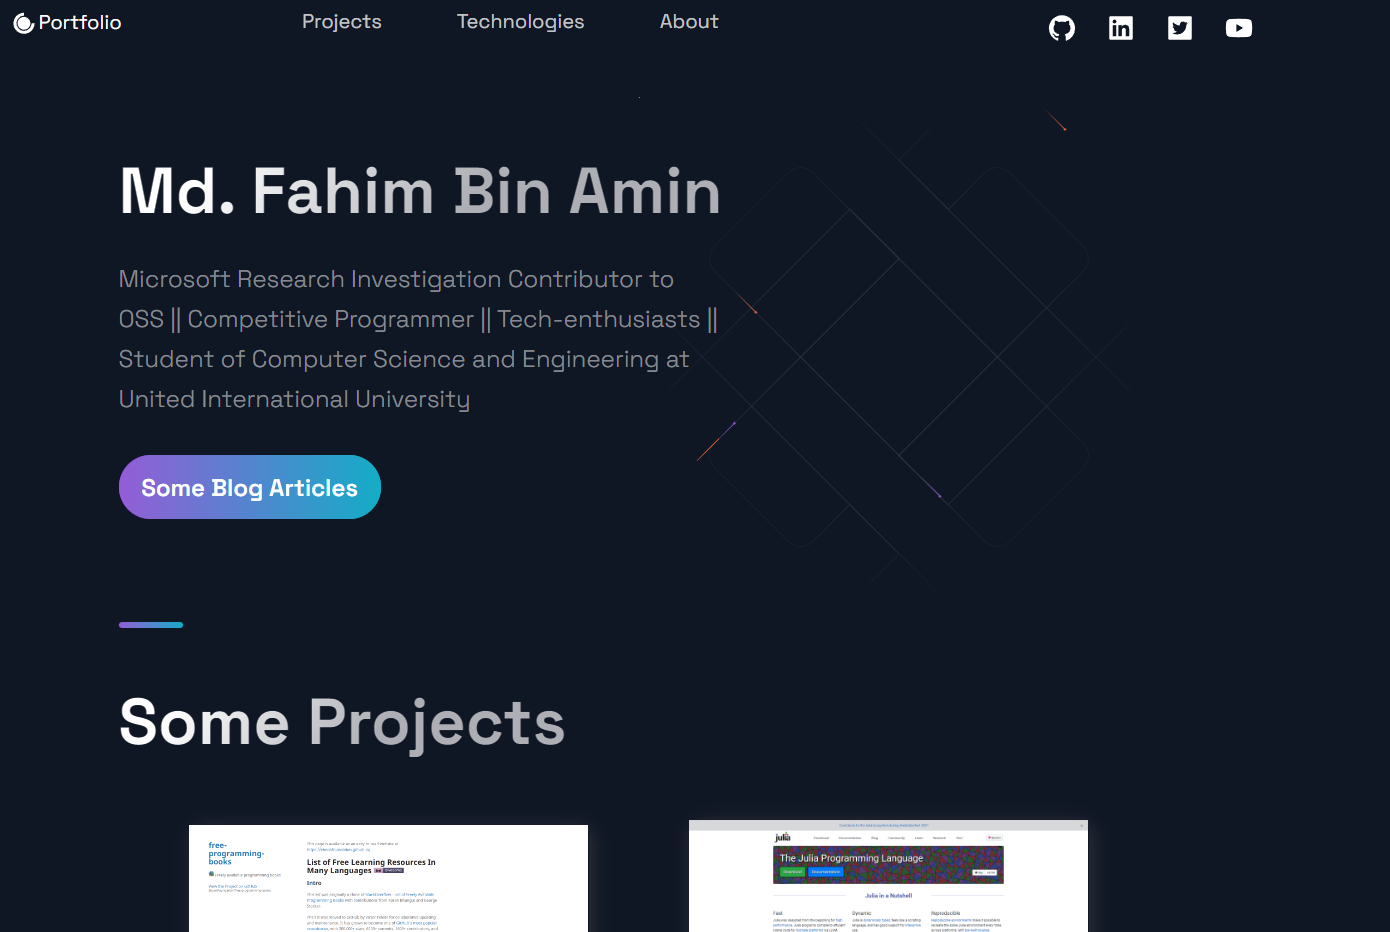 Portfolio
Projects
Technologies
About
Md. Fahim Bin Amin
Microsoft Research Investigation Contributor to
OSS || Competitive Programmer || Tech-enthusiasts ||
Student of Computer Science and Engineering at
United International University
Some Blog Articles
Some Projects
free-
programming-
books
List of Free Learning Resources In
Many Languages
Intro
julia
The Julia Programming Language
Download
Documentation
Julia in a Nutshell
Fast
Dynamic
Reproducible